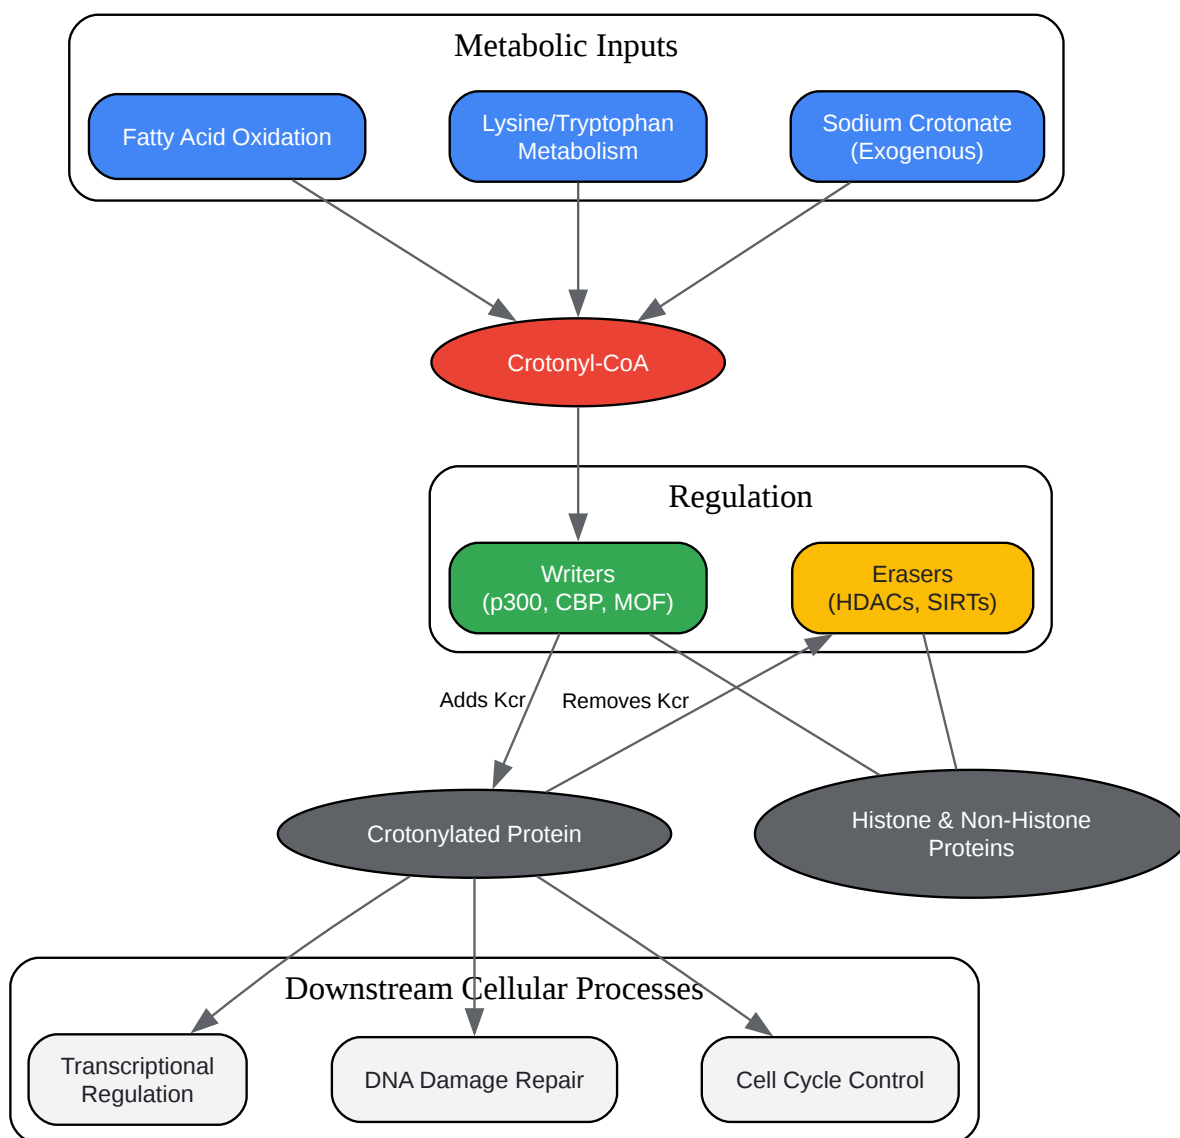 Metabolic Inputs
Fatty Acid Oxidation
Lysine/Tryptophan
Metabolism
Sodium Crotonate
(Exogenous)
Crotonyl-CoA
Regulation
Writers
(p300, CBP, MOF)
Erasers
(HDACs, SIRTs)
Adds Kcr
Removes Kcr
Crotonylated Protein
Histone & Non-Histone
Proteins
Downstream Cellular Processes
Transcriptional
Regulation
DNA Damage Repair
Cell Cycle Control